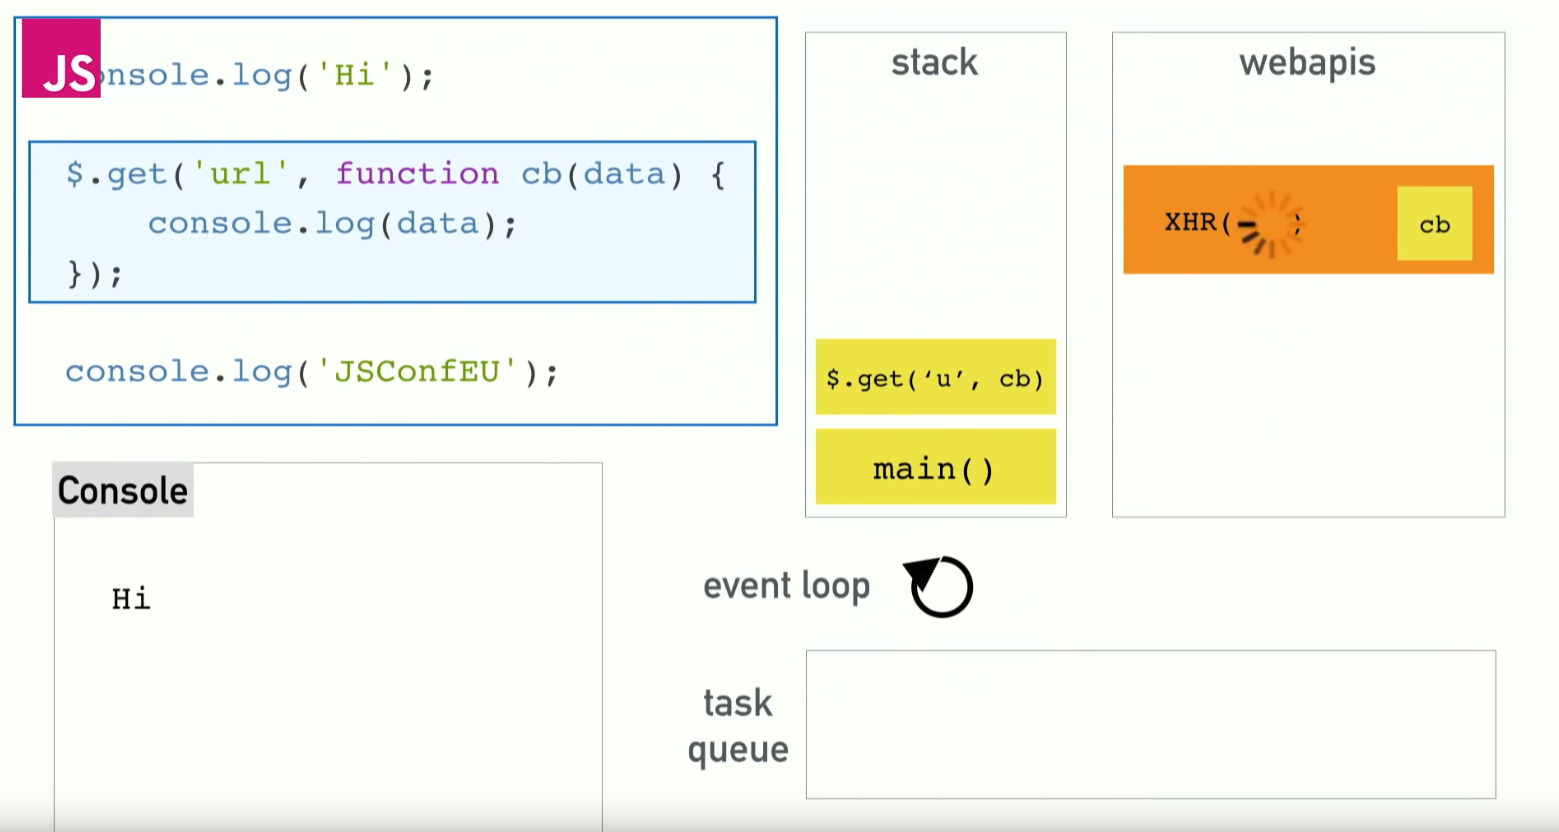 JS
onsole.log('Hi');
$.get('url', function cb(data) {
console.log(data);
});
console.log('JSConfEU');
Console
Hi
stack
$.get(‘u’, cb)
main()
webapis
XHR( )
cb
event loop
task
queue